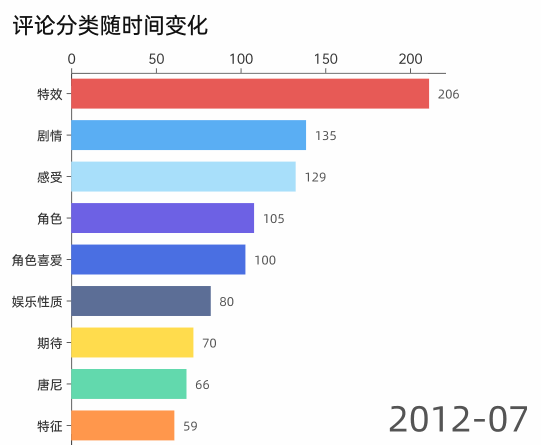 评论分类随时间变化
0 50 100 150 200
特效 206
剧情 135
感受 129
角色 105
角色喜爱 100
娱乐性质 80
期待 70
唐尼 66
特征 59
2012-07